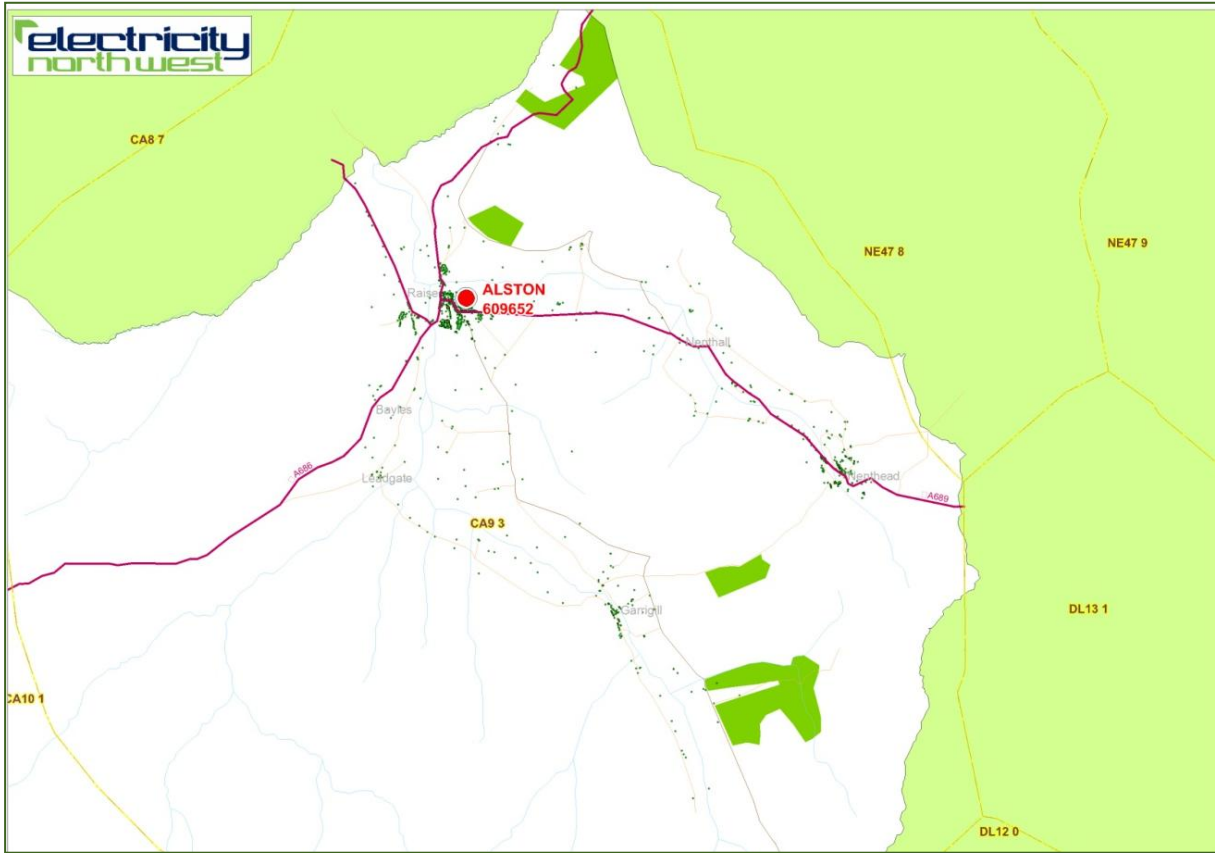 electricity
north west
CA8 7
NE47 8
NE47 9
ALSTON
609652
Raise
Nenthall
Bayles
A686
Leadgate
Nenthead
A689
CA9 3
Garrigill
DL13 1
CA10 1
DL12 0